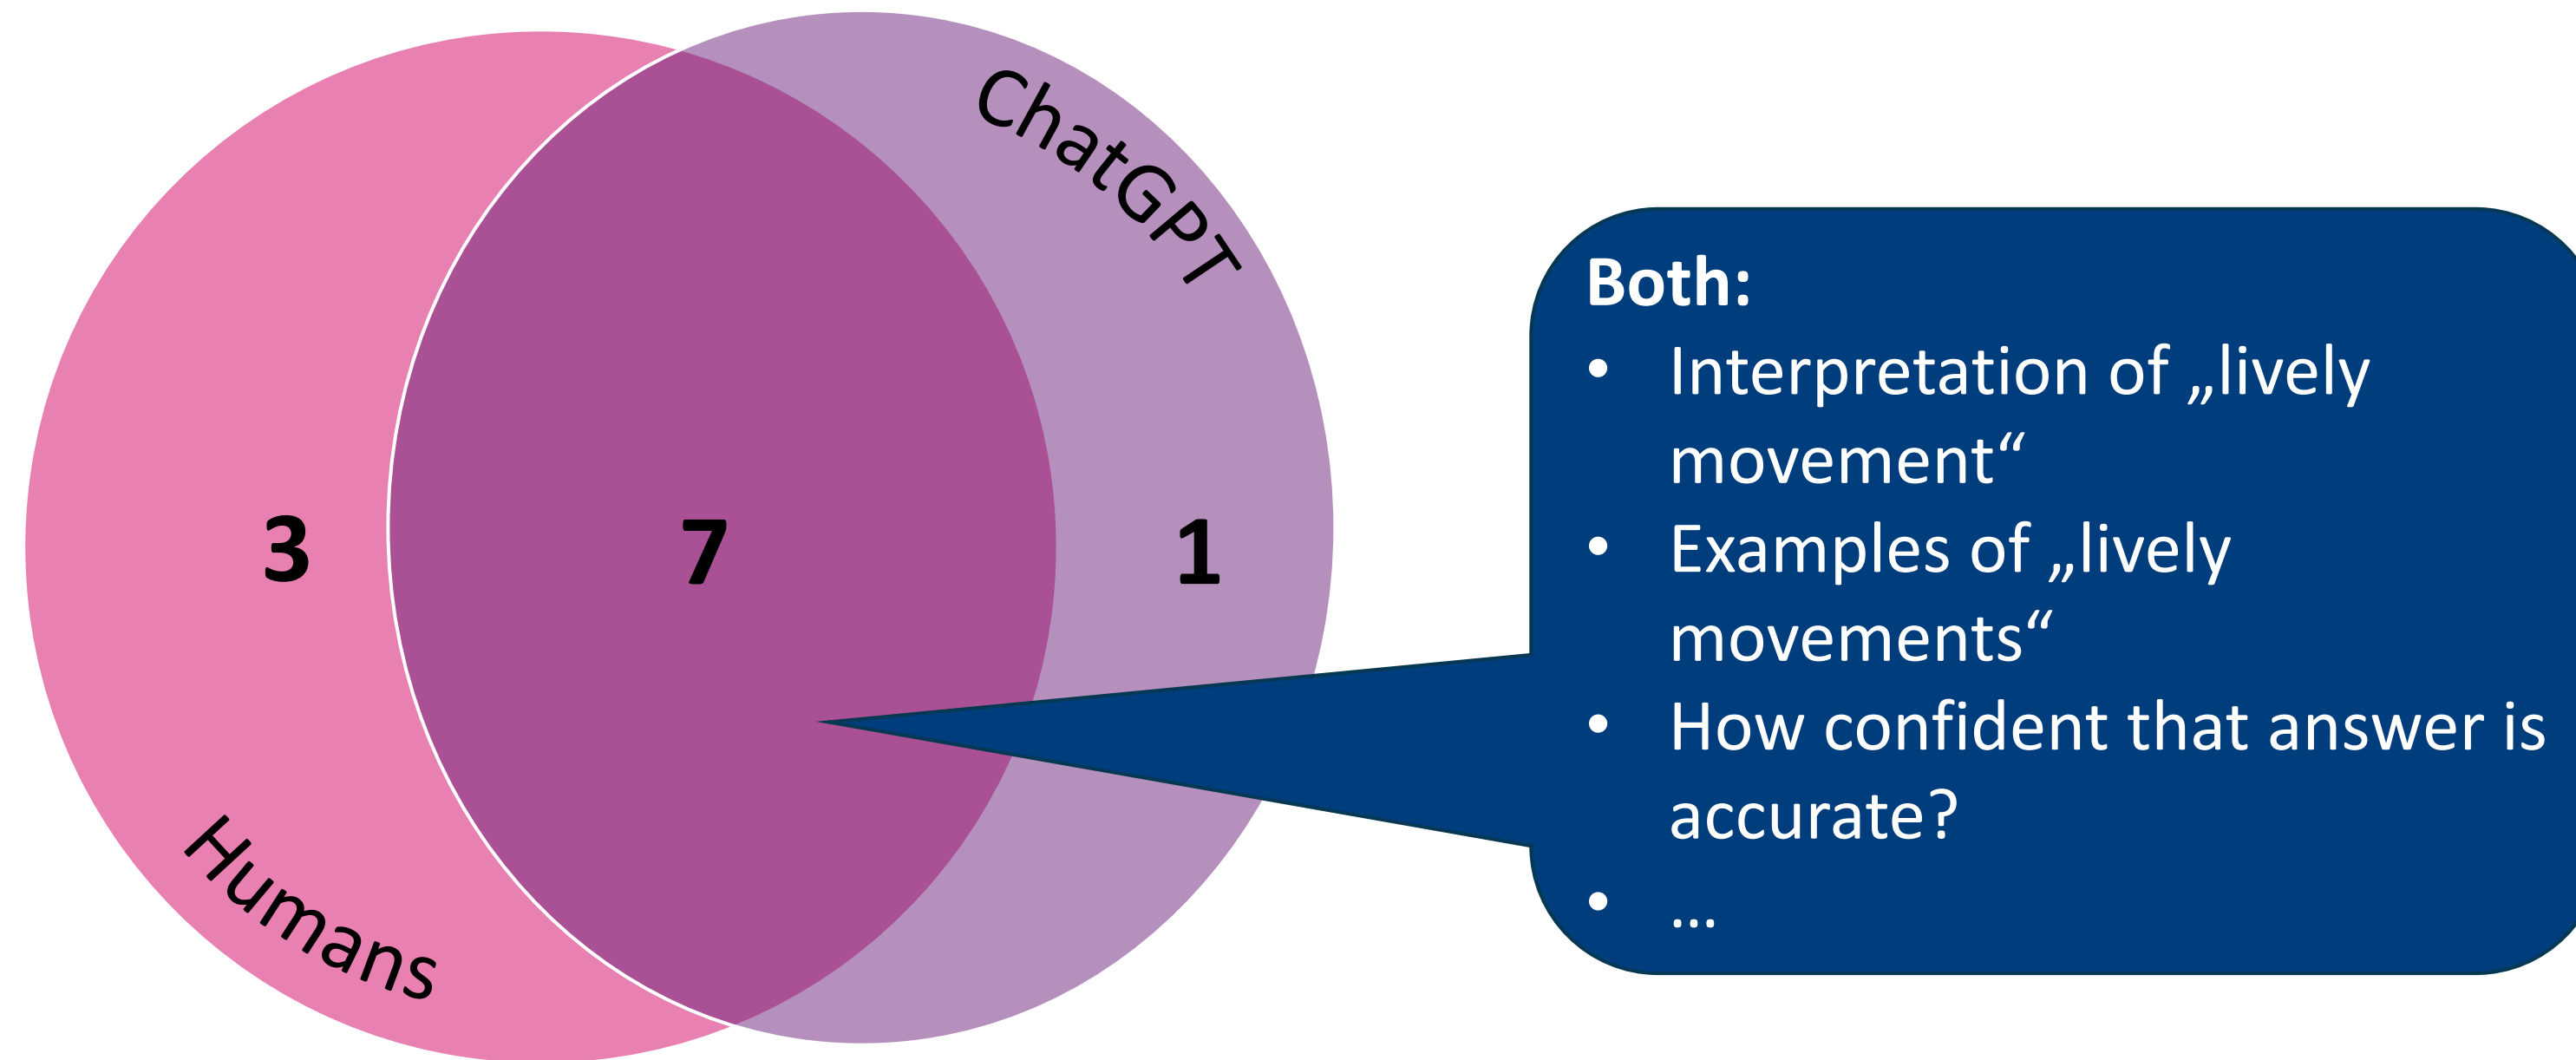 ChatGPT
Humans
3
7
1
Both:
• Interpretation of „lively
movement“
• Examples of „lively
movements“
• How confident that answer is
accurate?
• ...